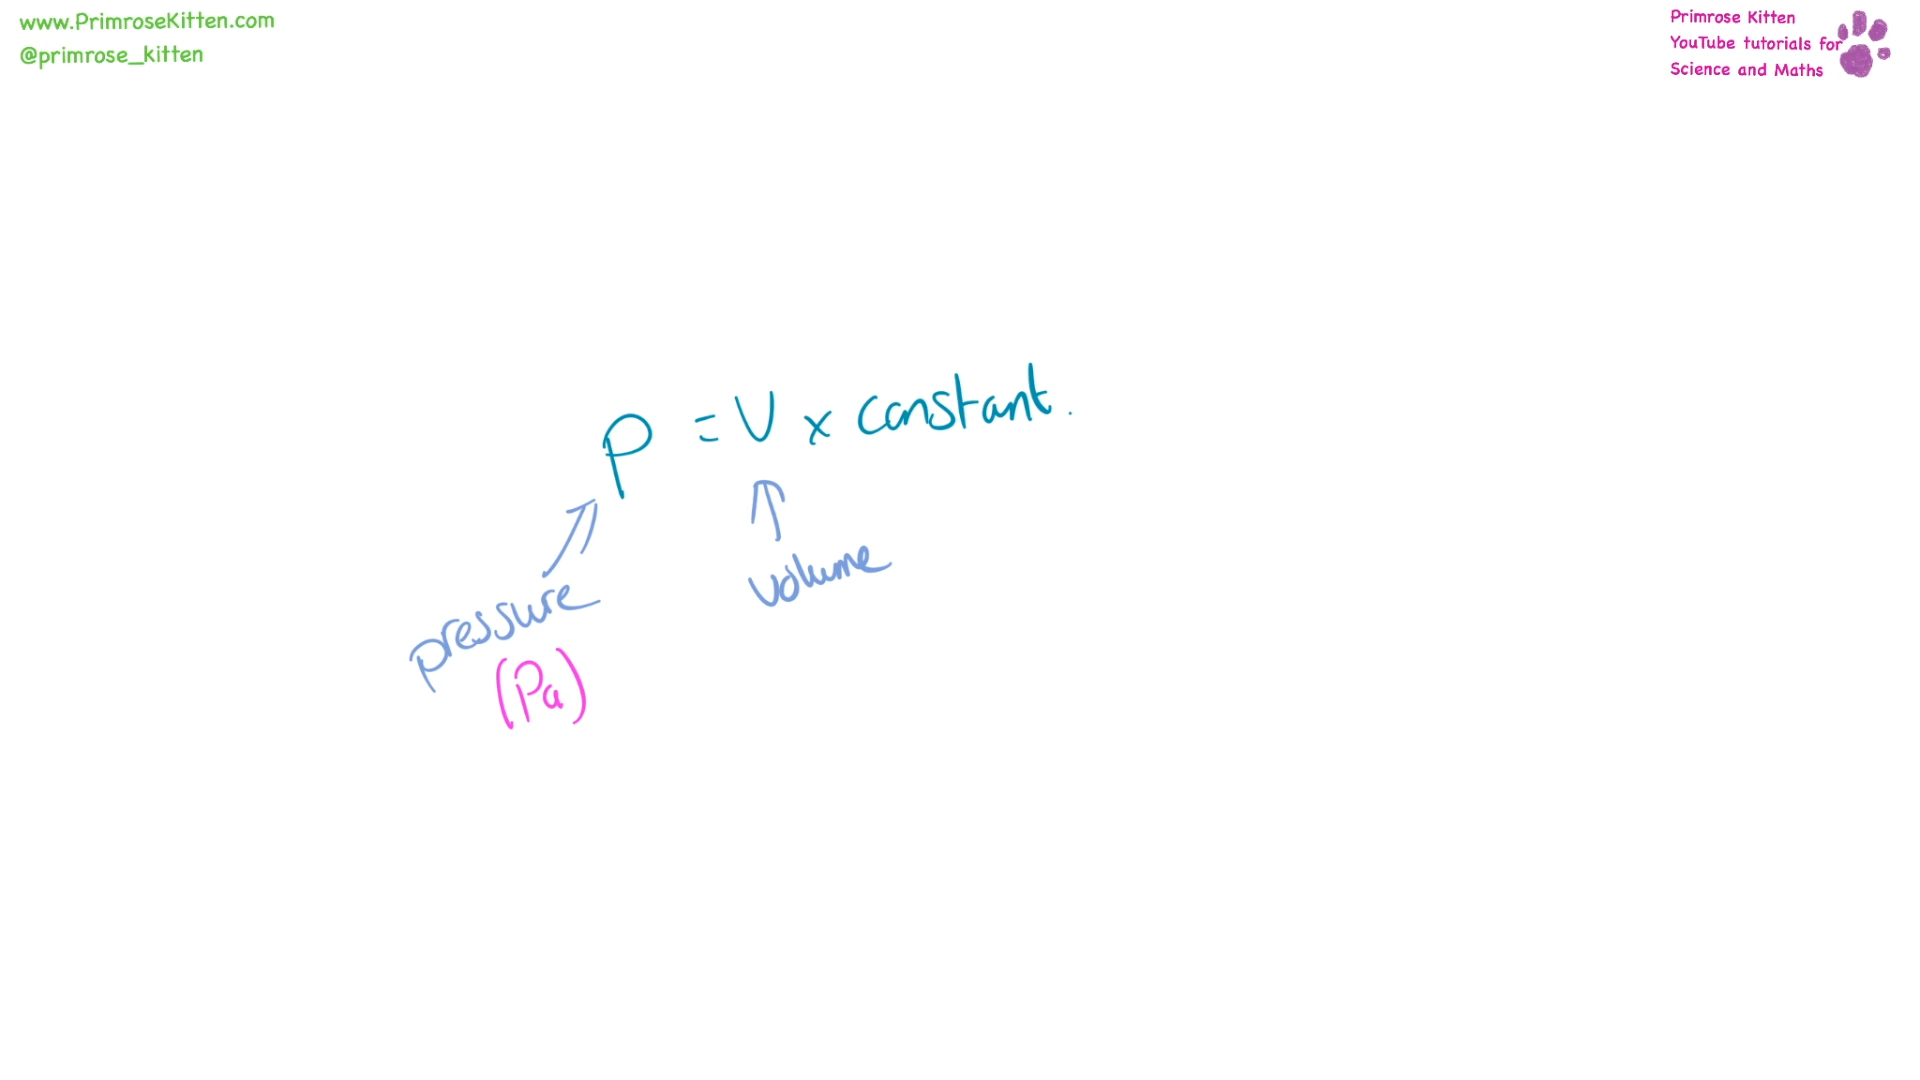 www.PrimroseKitten.com
@primrose_kitten
Primrose Kitten
YouTube tutorials for
Science and Maths
P = V x constant.
pressure
(Pa)
volume